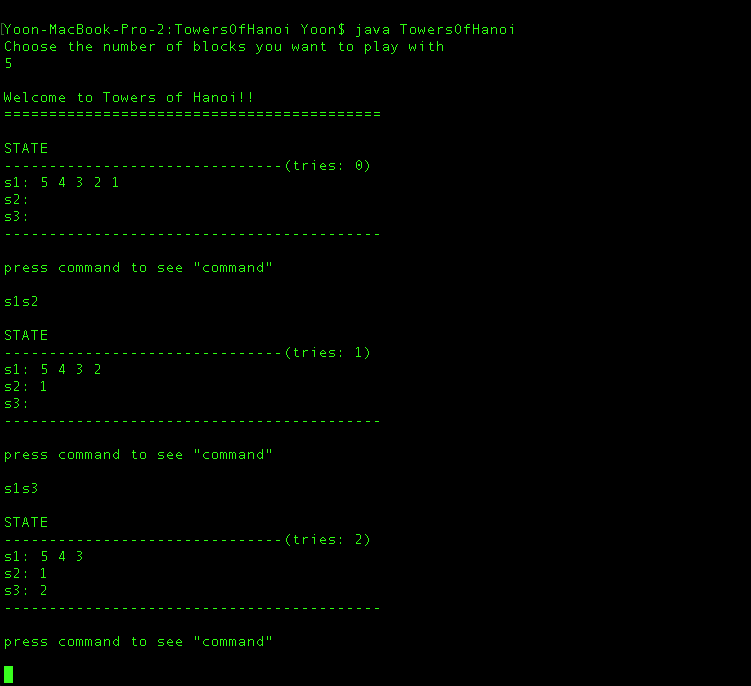 [Yoon-MacBook-Pro-2:TowersOfHanoi Yoon$ java TowersOfHanoi
Choose the number of blocks you want to play with
5
Welcome to Towers of Hanoi!!
==========================================
STATE
-------------------------------(tries: 0)
s1: 5 4 3 2 1
s2:
s3:
------------------------------------------
press command to see "command"
s1s2
STATE
-------------------------------(tries: 1)
s1: 5 4 3 2
s2: 1
s3:
------------------------------------------
press command to see "command"
s1s3
STATE
-------------------------------(tries: 2)
s1: 5 4 3
s2: 1
s3: 2
------------------------------------------
press command to see "command"